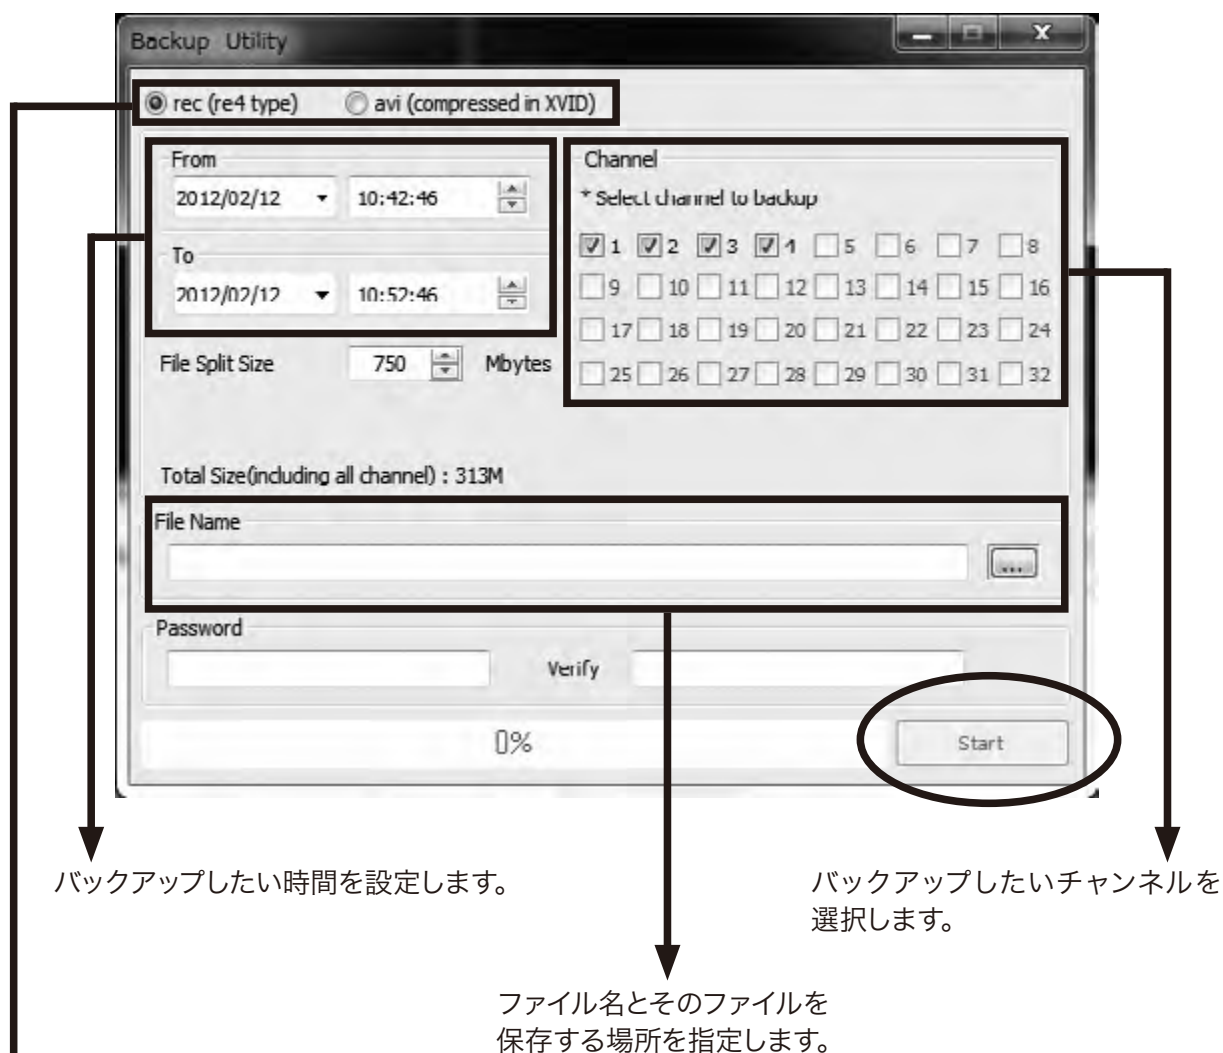 Backup Utility
rec (re4 type) avi (compressed in XVID)
From
2012/02/12 10:42:46
To
2012/02/12 10:52:46
File Split Size 750 Mbytes
Channel
* Select channel to backup
1 2 3 4 5 6 7 8
9 10 11 12 13 14 15 16
17 18 19 20 21 22 23 24
25 26 27 28 29 30 31 32
Total Size(including all channel) : 313M
File Name
...
Password
Verify
0%
Start
バックアップしたい時間を設定します。
バックアップしたいチャンネルを
選択します。
ファイル名とそのファイルを
保存する場所を指定します。